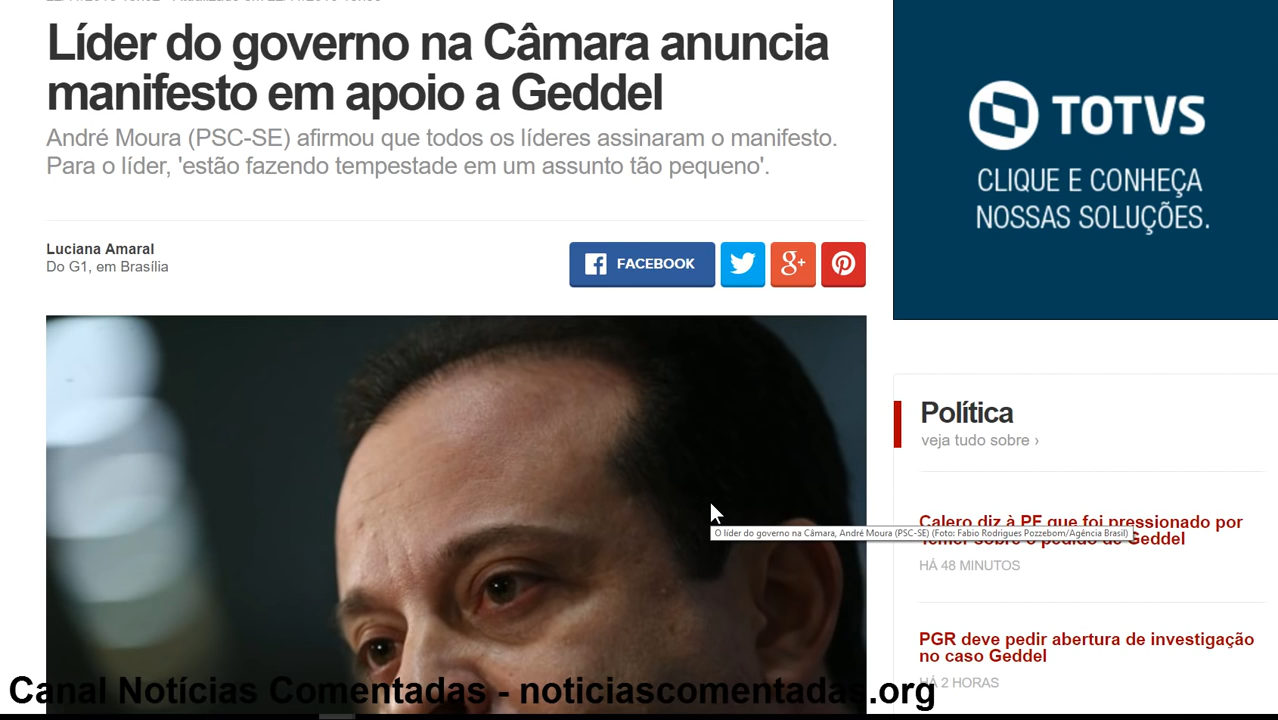 Líder do governo na Câmara anuncia
manifesto em apoio a Geddel
André Moura (PSC-SE) afirmou que todos os líderes assinaram o manifesto.
Para o líder, 'estão fazendo tempestade em um assunto tão pequeno'.
Luciana Amaral
Do G1, em Brasília
FACEBOOK
g+
TOTVS
CLIQUE E CONHEÇA
NOSSAS SOLUÇÕES.
Política
veja tudo sobre ›
Calero diz à PF que foi pressionado por
Temer sobre o pedido de Geddel
O líder do governo na Câmara, André Moura (PSC-SE) (Foto: Fabio Rodrigues Pozzebom/Agência Brasil)
HÁ 48 MINUTOS
PGR deve pedir abertura de investigação
no caso Geddel
HÁ 2 HORAS
Canal Notícias Comentadas - noticiascomentadas.org